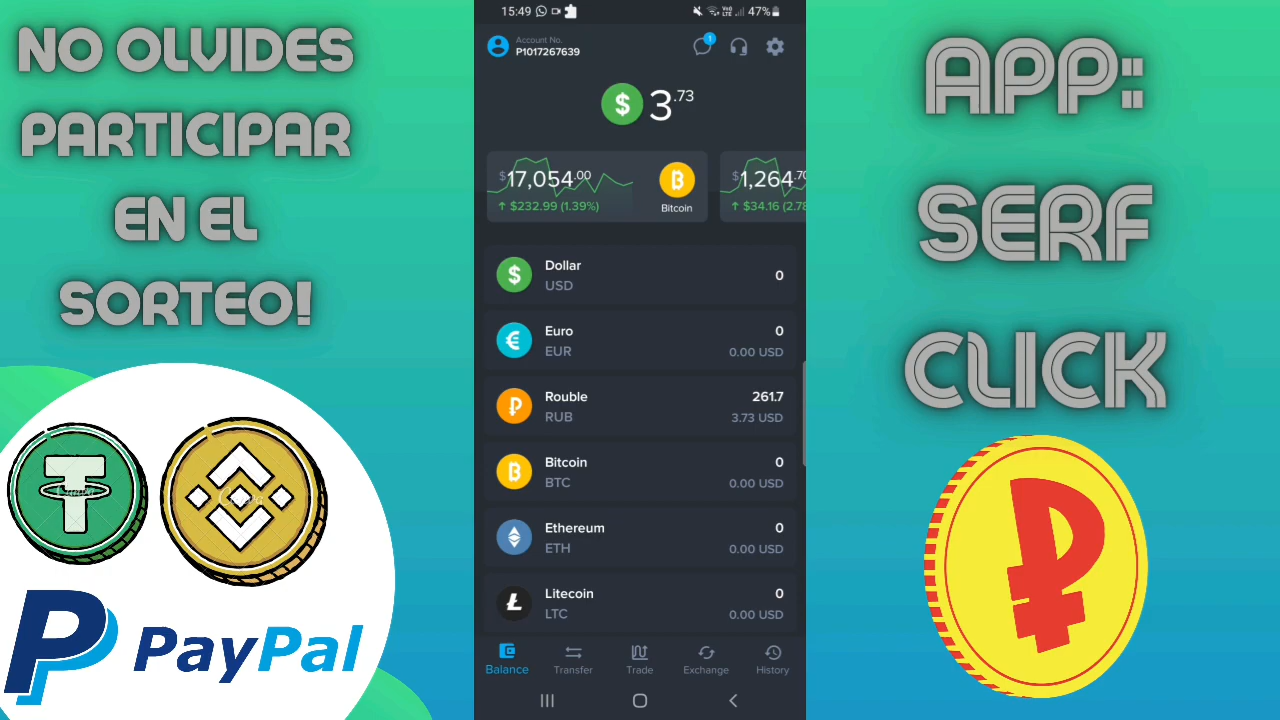 NO OLVIDES
PARTICIPAR
EN EL
SORTEO!
PayPal
15:49
47%
Account No.
P1017267639
1
$ 3.73
$17,054.00
↑ $232.99 (1.39%)
Bitcoin
$1,264.70
↑ $34.16 (2.78
Dollar
0
USD
Euro
0
EUR
0.00 USD
Rouble
261.7
RUB
3.73 USD
Bitcoin
0
BTC
0.00 USD
Ethereum
0
ETH
0.00 USD
Litecoin
0
LTC
0.00 USD
Balance
Transfer
Trade
Exchange
History
APP:
SERF
CLICK